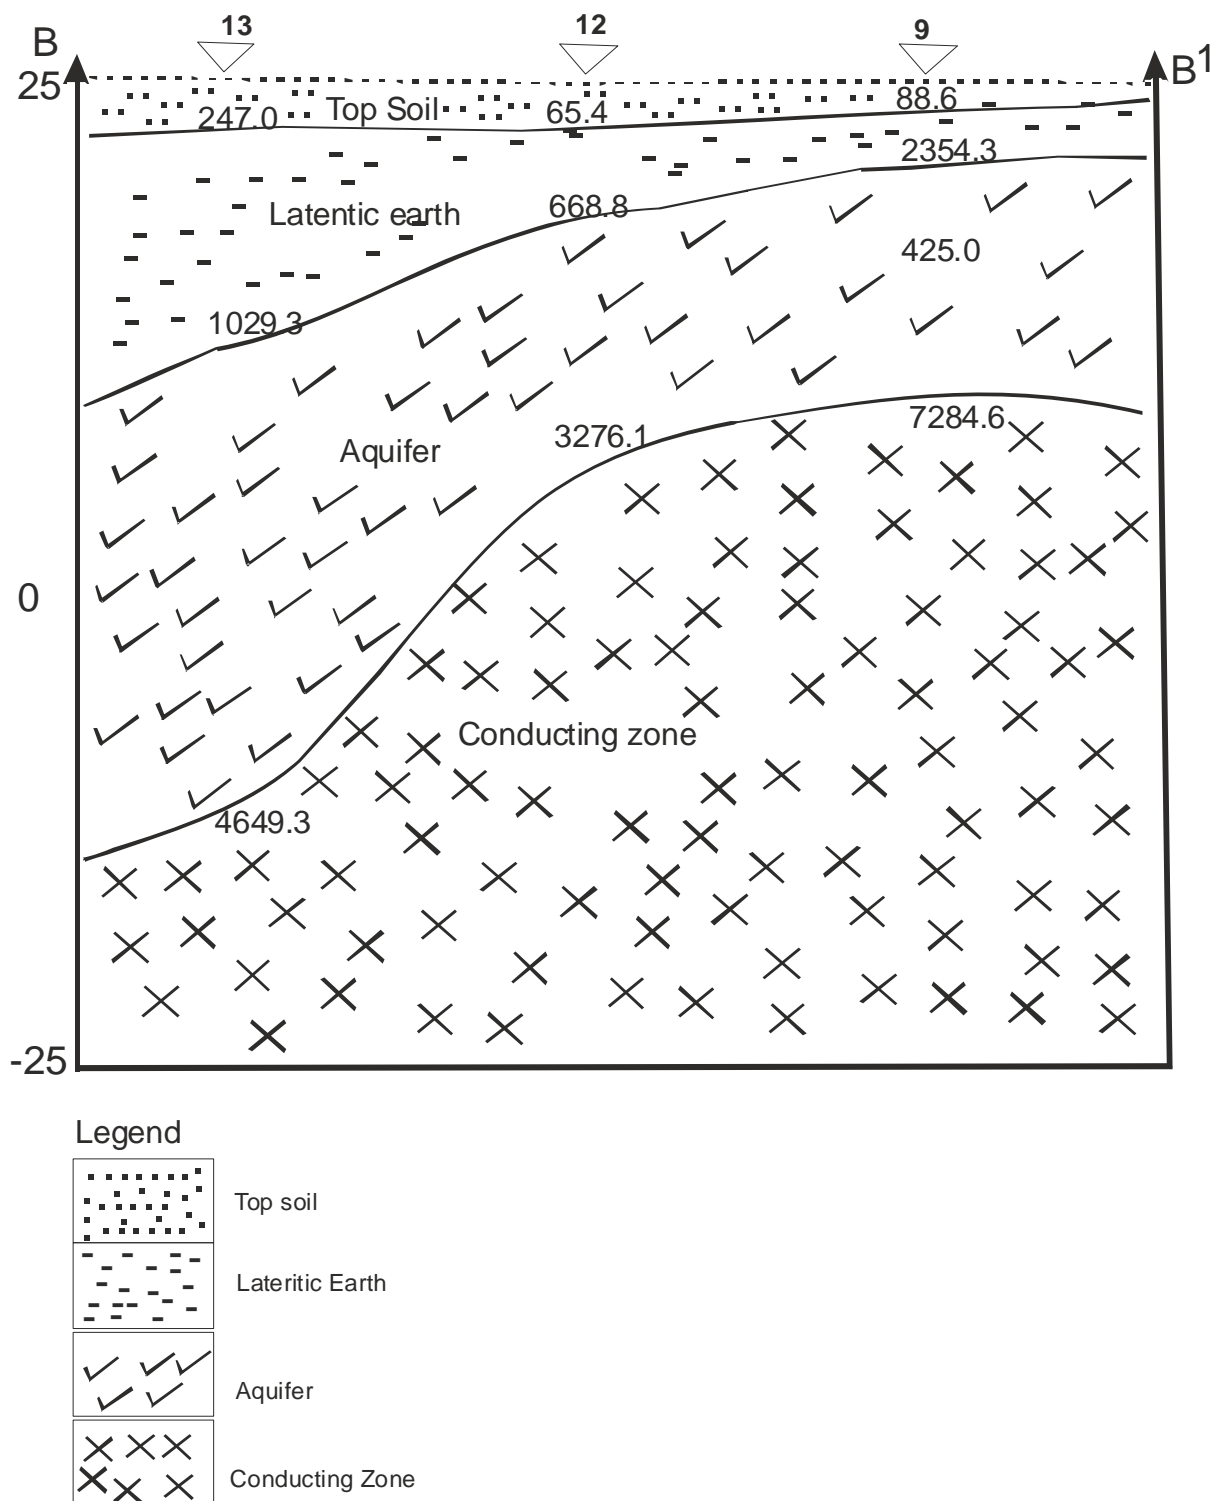 13 12 9
B B1
25
247.0 Top Soil 65.4 88.6
2354.3
Latentic earth 668.8
425.0
1029.3
Aquifer 3276.1 7284.6
0
Conducting zone
4649.3
-25
Legend
Top soil
Lateritic Earth
Aquifer
Conducting Zone